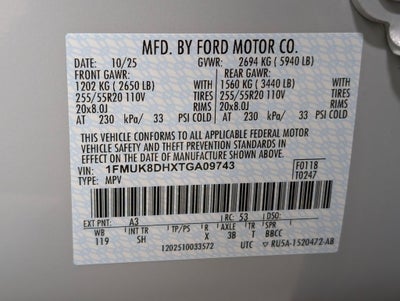 MFD. BY FORD MOTOR CO.
DATE: 10/25 GVWR: 2694 KG (5940 LB)
FRONT GAWR: REAR GAWR:
1202 KG (2650 LB) WITH 1560 KG (3440 LB) WITH
255/55R20 110V TIRES 255/55R20 110V TIRES
20x8.0J RIMS 20x8.0J RIMS
AT 230 kPa/ 33 PSI COLD AT 230 kPa/ 33 PSI COLD
THIS VEHICLE CONFORMS TO ALL APPLICABLE FEDERAL MOTOR
VEHICLE SAFETY AND THEFT PREVENTION STANDARDS IN
EFFECT ON THE DATE OF MANUFACTURE SHOWN ABOVE.
VIN: 1FMUK8DHXTGA09743 F0118
TYPE: MPV T0247
EXT PNT: A3 RC: 53 DSO:
WB BRK INT TR TP/PS R AXLE TR SPR
119 SH X 3B T BBCC
1202510033572 UTC RU5A-1520472-AB